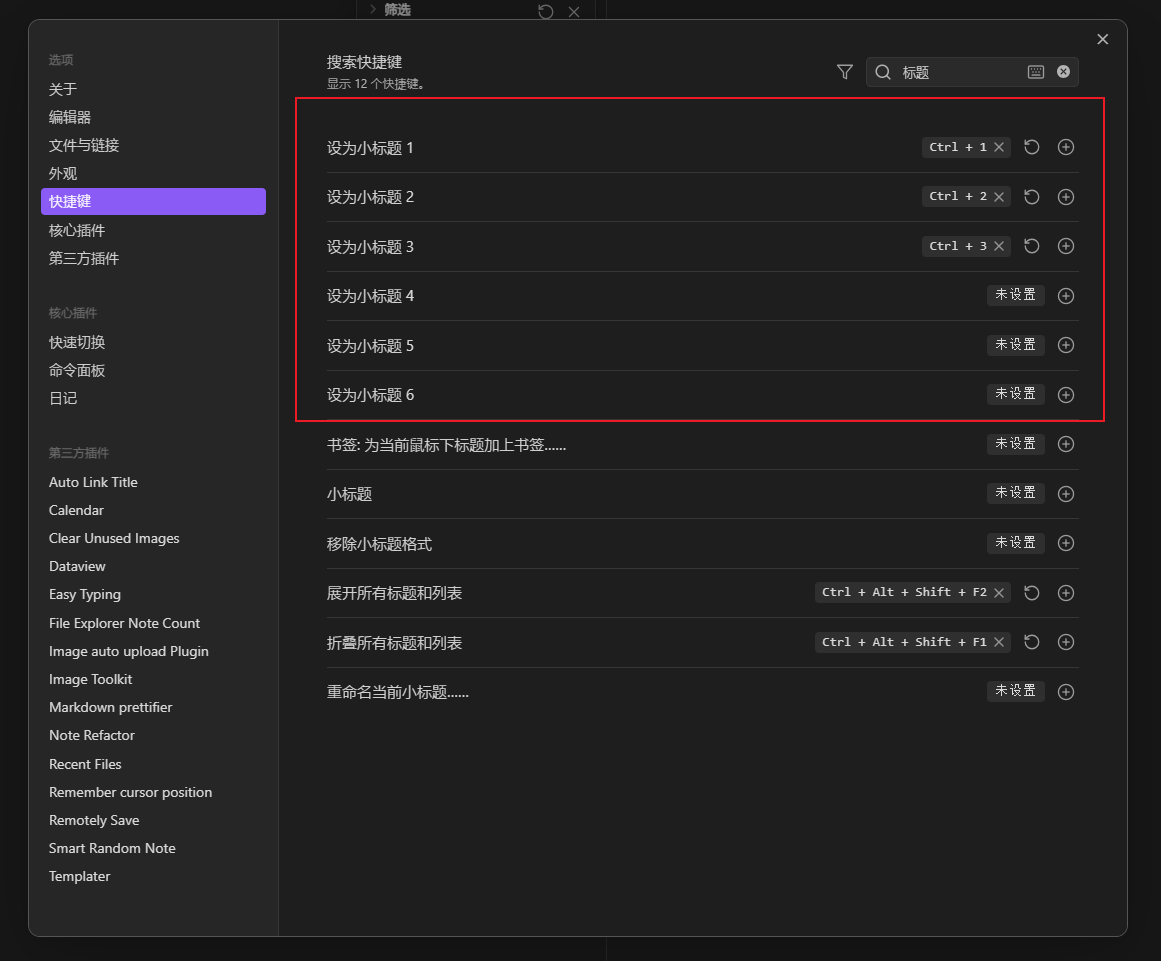 筛选
选项
关于
编辑器
文件与链接
外观
快捷键
核心插件
第三方插件
核心插件
快速切换
命令面板
日记
第三方插件
Auto Link Title
Calendar
Clear Unused Images
Dataview
Easy Typing
File Explorer Note Count
Image auto upload Plugin
Image Toolkit
Markdown prettifier
Note Refactor
Recent Files
Remember cursor position
Remotely Save
Smart Random Note
Templater
搜索快捷键
显示 12 个快捷键。
标题
设为小标题 1 Ctrl + 1
设为小标题 2 Ctrl + 2
设为小标题 3 Ctrl + 3
设为小标题 4 未设置
设为小标题 5 未设置
设为小标题 6 未设置
书签: 为当前鼠标下标题加上书签...... 未设置
小标题 未设置
移除小标题格式 未设置
展开所有标题和列表 Ctrl + Alt + Shift + F2
折叠所有标题和列表 Ctrl + Alt + Shift + F1
重命名当前小标题...... 未设置